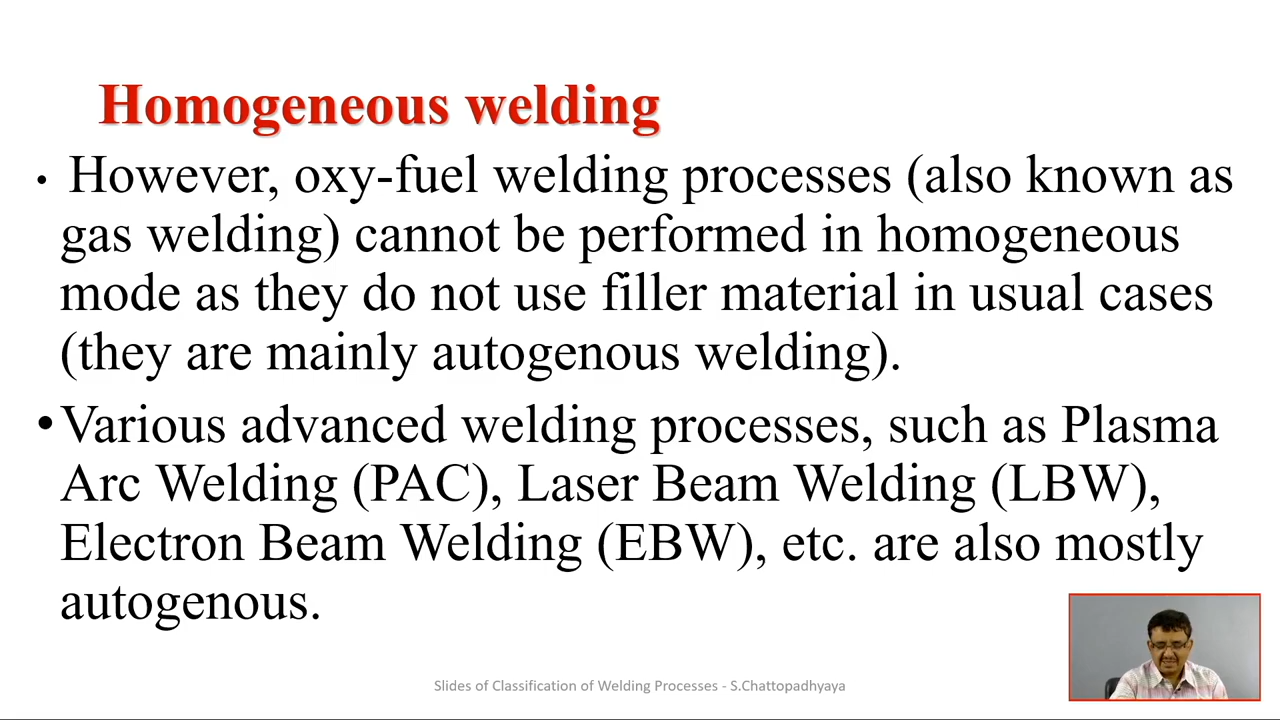 Homogeneous welding
• However, oxy-fuel welding processes (also known as
gas welding) cannot be performed in homogeneous
mode as they do not use filler material in usual cases
(they are mainly autogenous welding).
• Various advanced welding processes, such as Plasma
Arc Welding (PAC), Laser Beam Welding (LBW),
Electron Beam Welding (EBW), etc. are also mostly
autogenous.
Slides of Classification of Welding Processes - S.Chattopadhyaya